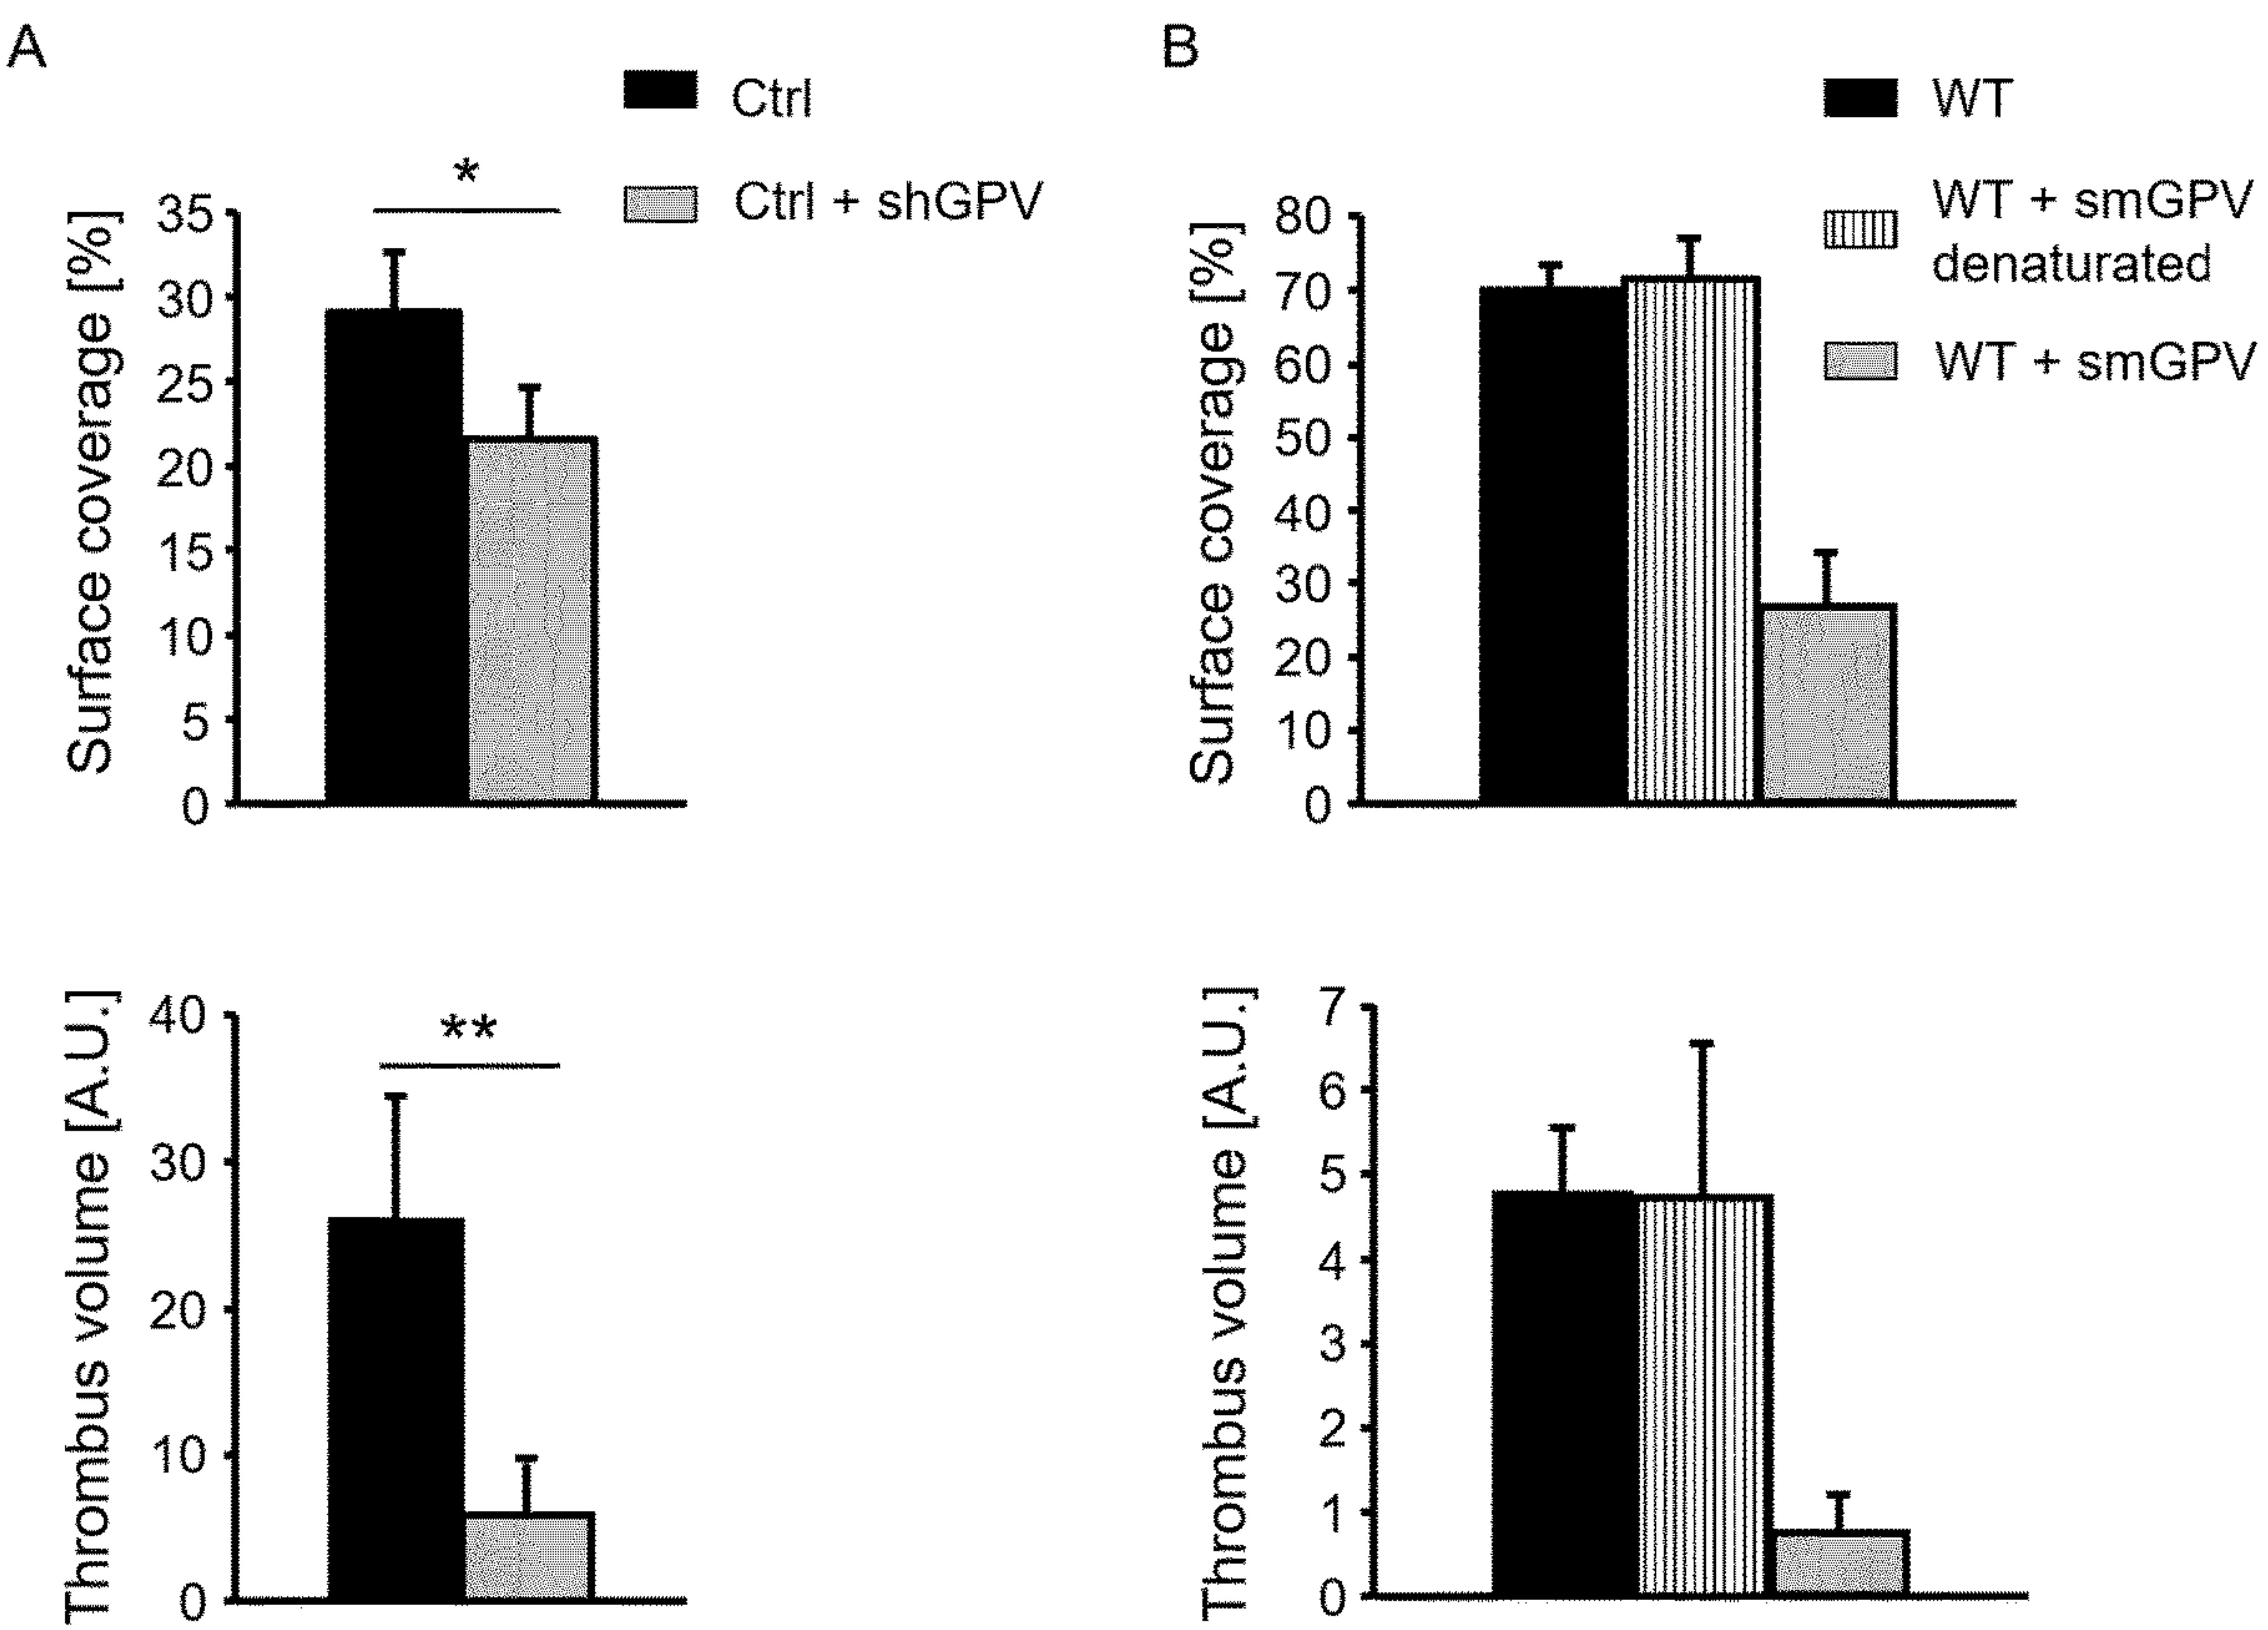 A
Ctrl
Ctrl + shGPV
*
Surface coverage [%]
35
30
25
20
15
10
5
0
B
WT
WT + smGPV
denaturated
WT + smGPV
Surface coverage [%]
80
70
60
50
40
30
20
10
0
**
Thrombus volume [A.U.]
40
30
20
10
0
Thrombus volume [A.U.]
7
6
5
4
3
2
1
0